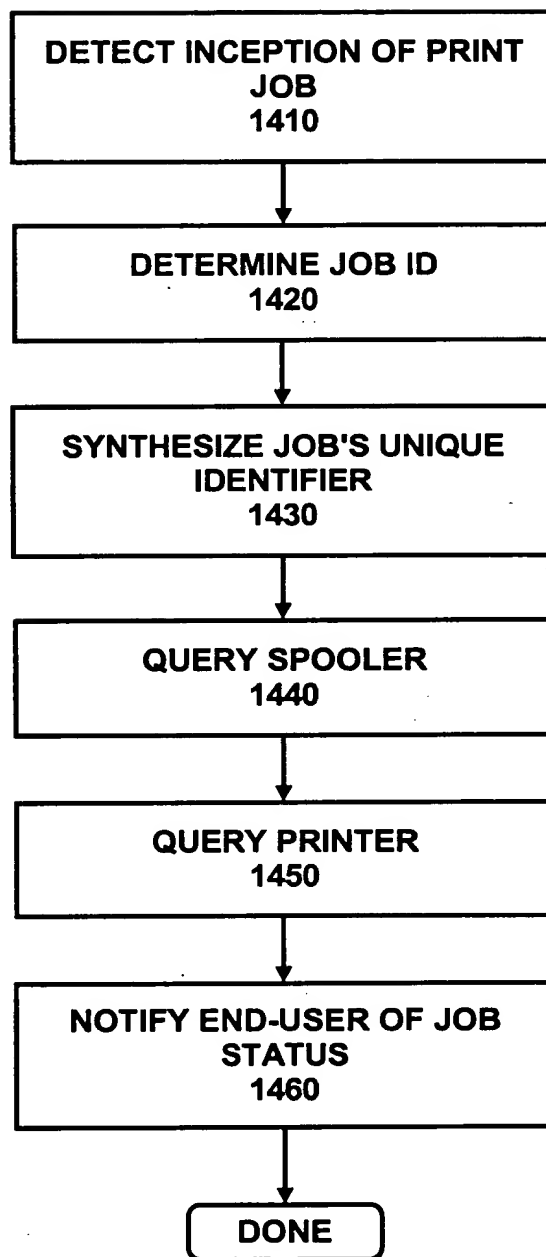 DETECT INCEPTION OF PRINT
JOB
1410
DETERMINE JOB ID
1420
SYNTHESIZE JOB'S UNIQUE
IDENTIFIER
1430
QUERY SPOOLER
1440
QUERY PRINTER
1450
NOTIFY END-USER OF JOB
STATUS
1460
DONE